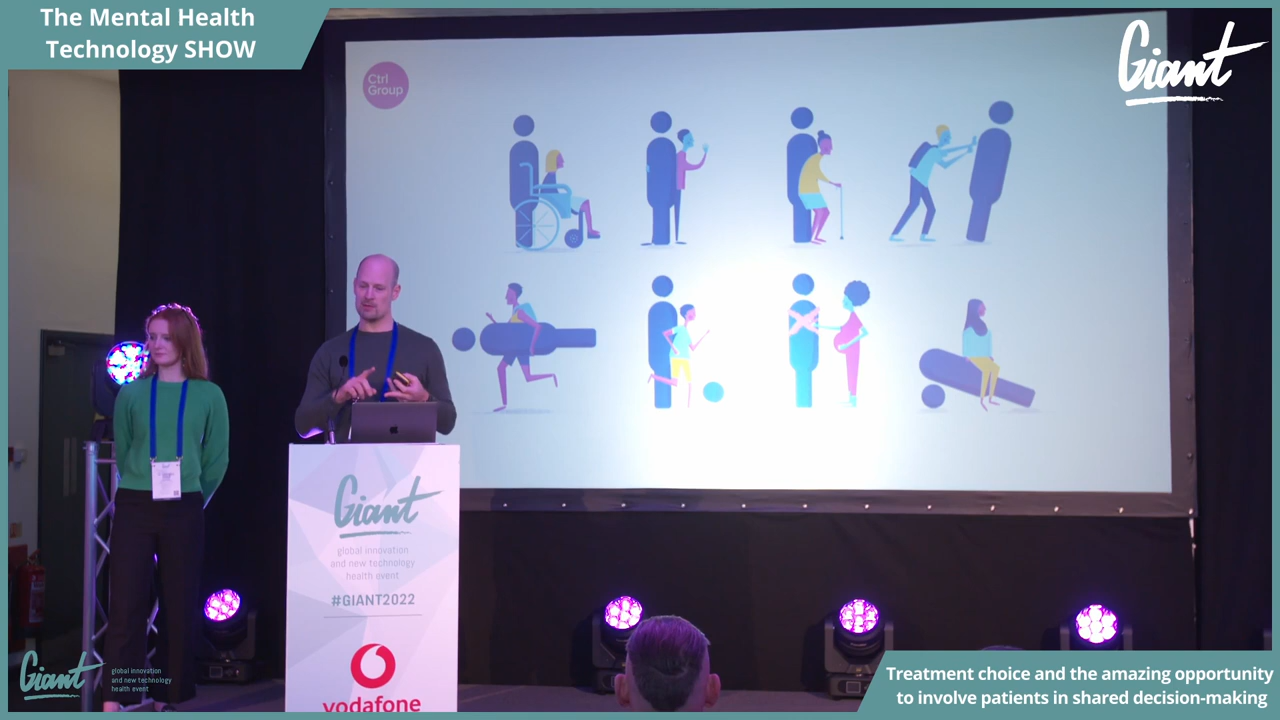 The Mental Health
Technology SHOW
Giant
Ctrl
Group
Giant
global innovation
and new technology
health event
#GIANT2022
vodafone
Giant
global innovation
and new technology
health event
Treatment choice and the amazing opportunity
to involve patients in shared decision-making